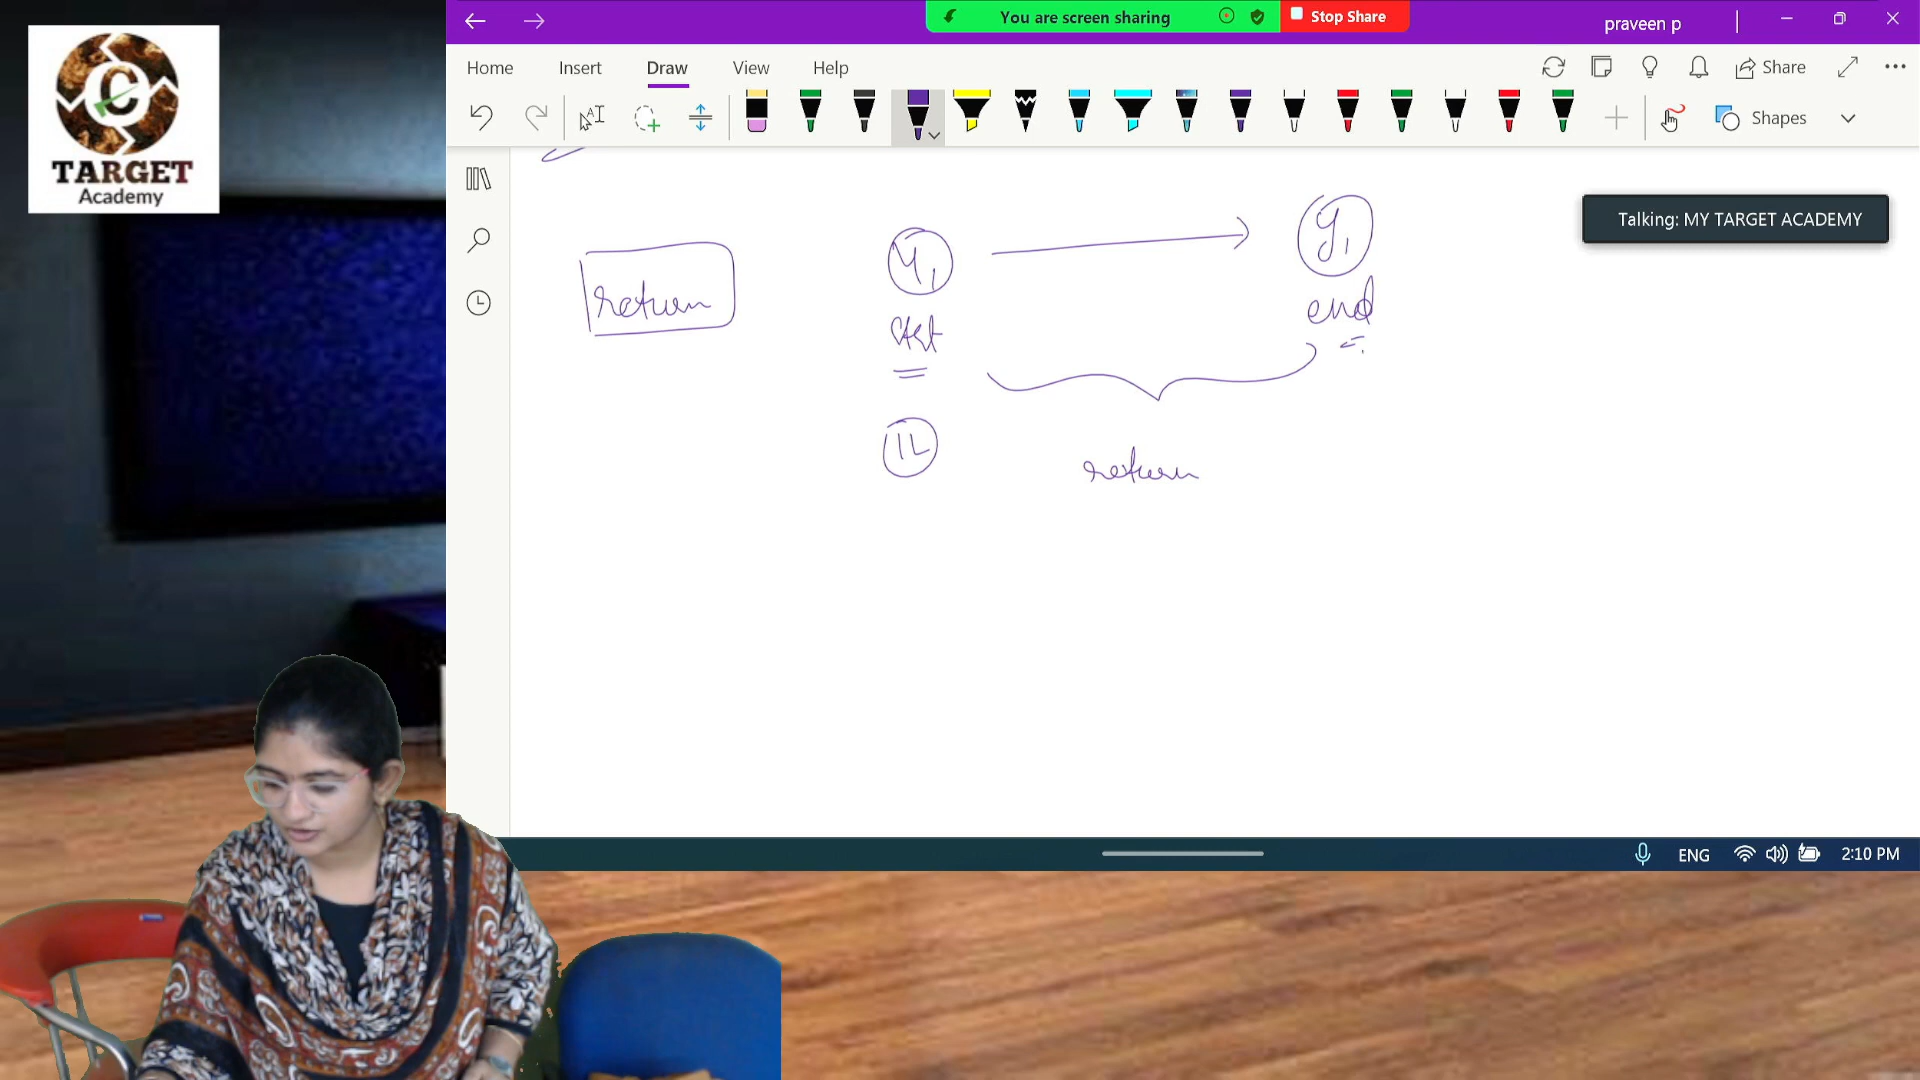 TARGET
Academy
You are screen sharing
Stop Share
praveen p
Home Insert Draw View Help
Share
Shapes
Talking: MY TARGET ACADEMY
return
Y1
Y1
end
1L
return
ENG
2:10 PM